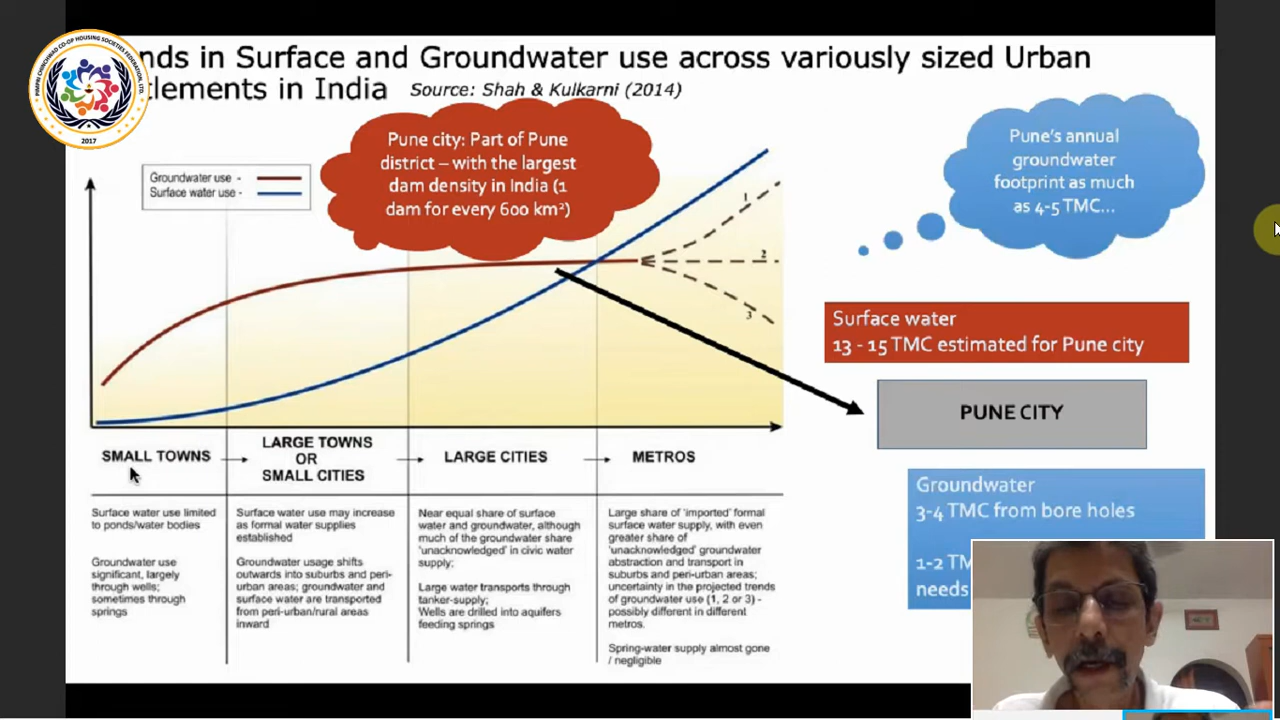 nds in Surface and Groundwater use across variously sized Urban
lements in India Source: Shah & Kulkarni (2014)
PIMPRI CHINCHWAD CO-OP HOUSING SOCIETIES FEDERATION, LTD.
2017
Pune city: Part of Pune
district – with the largest
dam density in India (1
dam for every 600 km²)
Pune's annual
groundwater
footprint as much
as 4-5 TMC...
Groundwater use -
Surface water use -
1
2
3
Surface water
13 - 15 TMC estimated for Pune city
PUNE CITY
Groundwater
3-4 TMC from bore holes
1-2 TM
needs
SMALL TOWNS
LARGE TOWNS
OR
SMALL CITIES
LARGE CITIES
METROS
Surface water use limited
to ponds/water bodies
Groundwater use
significant, largely
through wells;
sometimes through
springs
Surface water use may increase
as formal water supplies
established
Groundwater usage shifts
outwards into suburbs and peri-
urban areas; groundwater and
surface water are transported
from peri-urban/rural areas
inward
Near equal share of surface
water and groundwater, although
much of the groundwater share
'unacknowledged' in civic water
supply;
Large water transports through
tanker-supply;
Wells are drilled into aquifers
feeding springs
Large share of 'imported' formal
surface water supply, with even
greater share of
'unacknowledged' groundwater
abstraction and transport in
suburbs and peri-urban areas;
uncertainty in the projected trends
of groundwater use (1, 2 or 3) -
possibly different in different
metros.
Spring-water supply almost gone
/ negligible